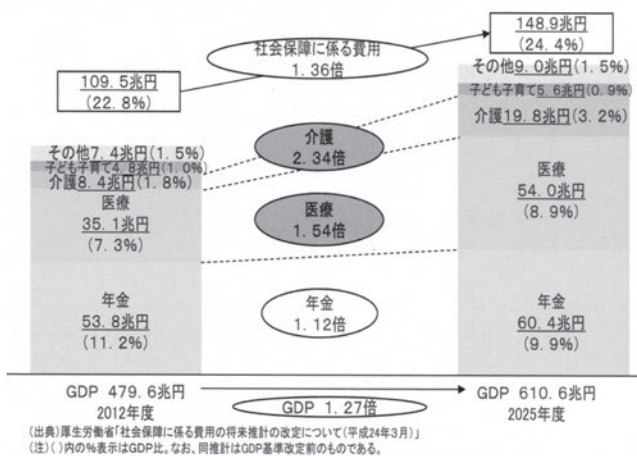 148.9兆円
(24.4%)
社会保障に係る費用
1.36倍
109.5兆円
(22.8%)
その他9.0兆円(1.5%)
子ども子育て5.6兆円(0.9%)
介護19.8兆円(3.2%)
医療
54.0兆円
(8.9%)
年金
60.4兆円
(9.9%)
介護
2.34倍
医療
1.54倍
年金
1.12倍
その他7.4兆円(1.5%)
子ども子育て4.8兆円(1.0%)
介護8.4兆円(1.8%)
医療
35.1兆円
(7.3%)
年金
53.8兆円
(11.2%)
GDP 479.6兆円
2012年度
GDP 1.27倍
GDP 610.6兆円
2025年度
(出典)厚生労働省「社会保障に係る費用の将来推計の改定について(平成24年3月)」
(注)( )内の%表示はGDP比。なお、同推計はGDP基準改定前のものである。